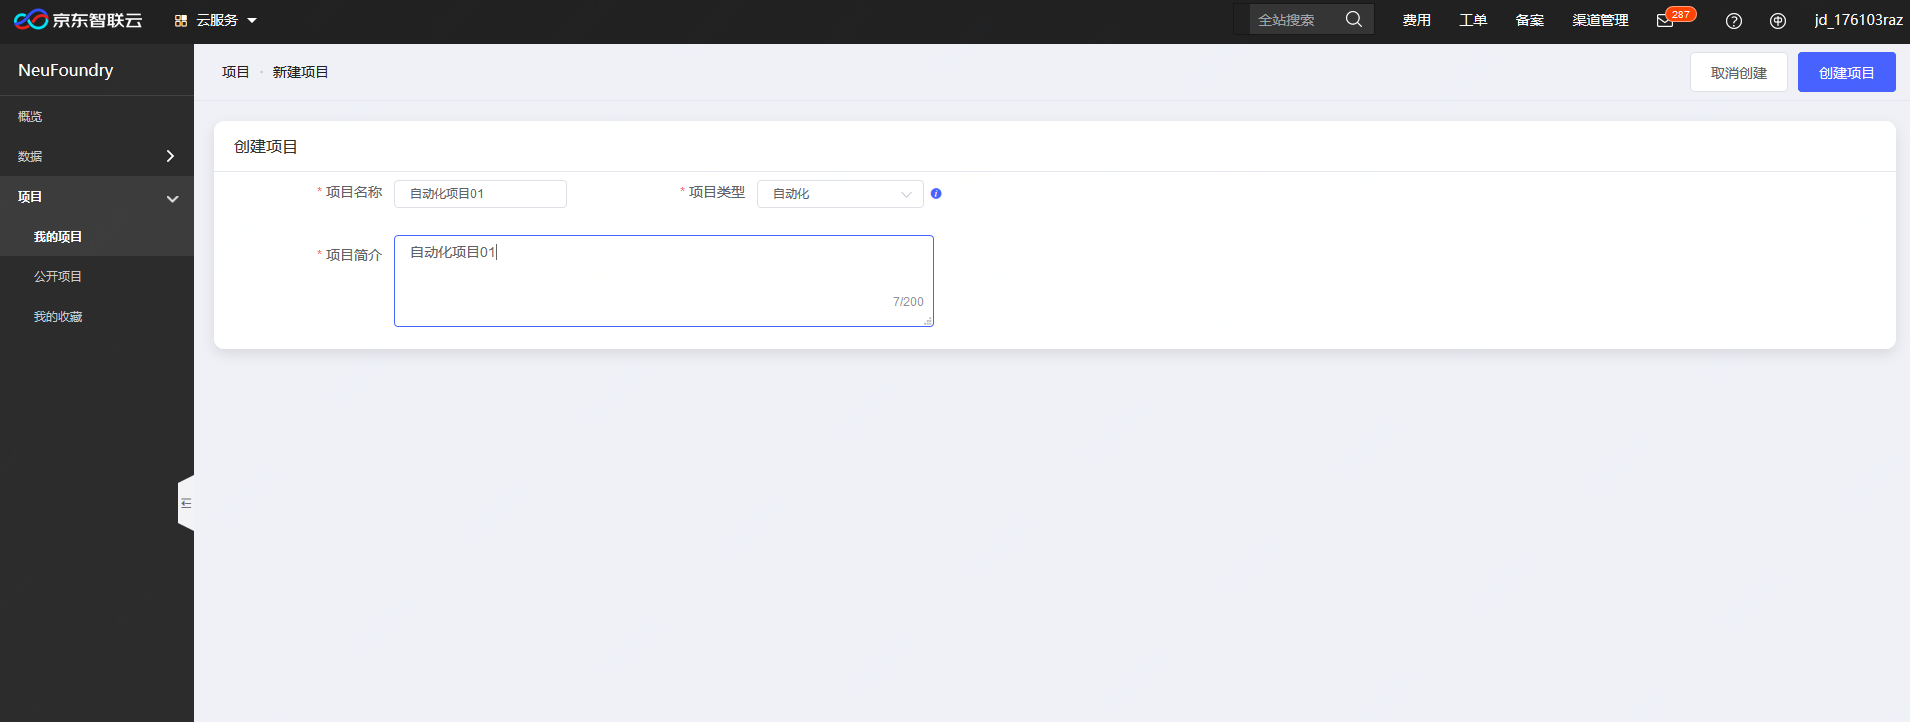 京东智联云
云服务
全站搜索
费用
工单
备案
渠道管理
287
jd_176103raz
NeuFoundry
概览
数据
项目
我的项目
公开项目
我的收藏
项目 · 新建项目
取消创建
创建项目
创建项目
* 项目名称
自动化项目01
* 项目类型
自动化
* 项目简介
自动化项目01
7/200